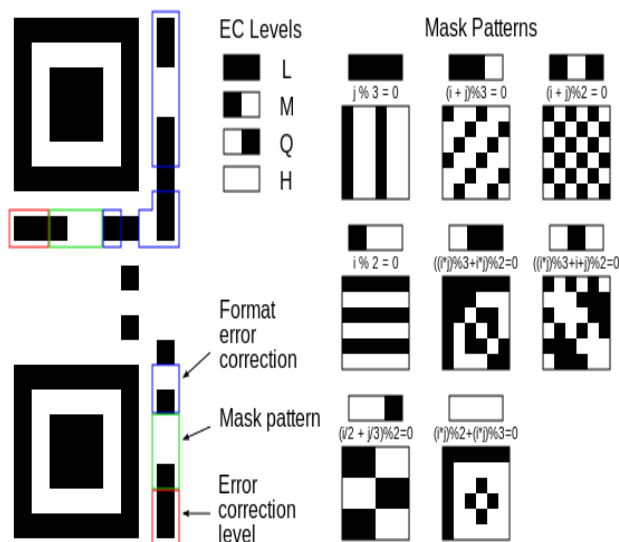 EC Levels
L
M
Q
H
Mask Patterns
j % 3 = 0
(i + j)%3 = 0
(i + j)%2 = 0
i % 2 = 0
((i*j)%3+i*j)%2=0
((i*j)%3+i+j)%2=0
(i/2 + j/3)%2=0
(i*j)%2+(i*j)%3=0
Format
error
correction
Mask pattern
Error
correction
level